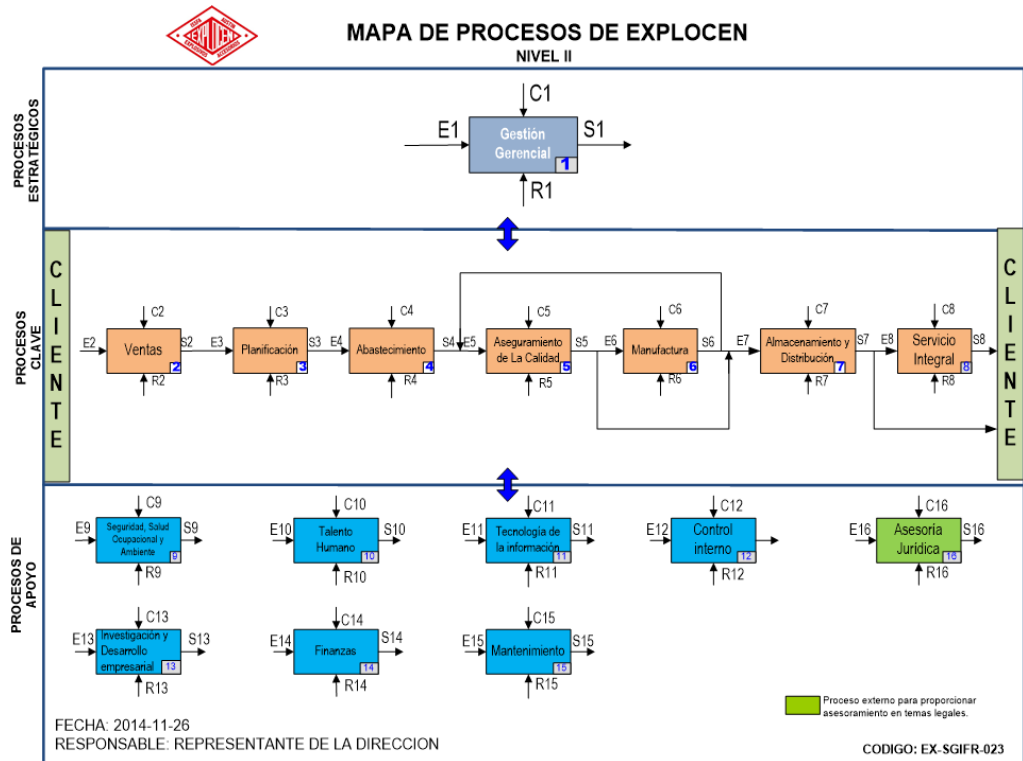 EXPLOCEN
MAPA DE PROCESOS DE EXPLOCEN
NIVEL II
PROCESOS
ESTRATÉGICOS
C1
E1
Gestión
Gerencial
1
S1
R1
PROCESOS
CLAVE
CLIENTE
E2
C2
Ventas
2
R2
S2
E3
C3
Planificación
3
R3
S3
E4
C4
Abastecimiento
4
R4
S4
E5
C5
Aseguramiento
de La Calidad
5
R5
S5
E6
C6
Manufactura
6
R6
S6
E7
C7
Almacenamiento y
Distribución
7
R7
S7
E8
C8
Servicio
Integral
8
R8
S8
CLIENTE
PROCESOS DE
APOYO
E9
C9
Seguridad, Salud
Ocupacional y
Ambiente
9
R9
S9
E10
C10
Talento
Humano
10
R10
S10
E11
C11
Tecnología de
la información
11
R11
S11
E12
C12
Control
interno
12
R12
E16
C16
Asesoría
Jurídica
16
R16
S16
E13
C13
Investigación y
Desarrollo
empresarial
13
R13
S13
E14
C14
Finanzas
14
R14
S14
E15
C15
Mantenimiento
15
R15
S15
Proceso externo para proporcionar
asesoramiento en temas legales.
FECHA: 2014-11-26
RESPONSABLE: REPRESENTANTE DE LA DIRECCION
CODIGO: EX-SGIFR-023